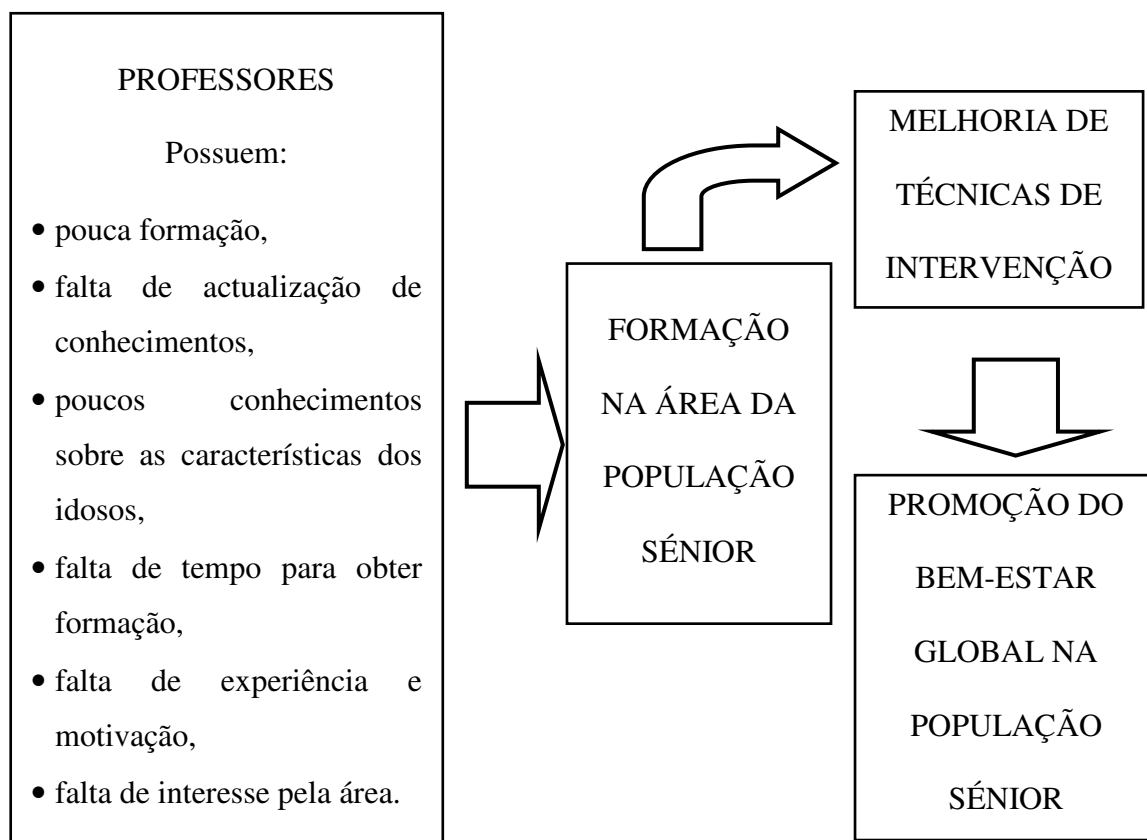 PROFESSORES
Possuem:
• pouca formação,
• falta de actualização de
conhecimentos,
• poucos conhecimentos
sobre as características dos
idosos,
• falta de tempo para obter
formação,
• falta de experiência e
motivação,
• falta de interesse pela área.
FORMAÇÃO
NA ÁREA DA
POPULAÇÃO
SÉNIOR
MELHORIA DE
TÉCNICAS DE
INTERVENÇÃO
PROMOÇÃO DO
BEM-ESTAR
GLOBAL NA
POPULAÇÃO
SÉNIOR